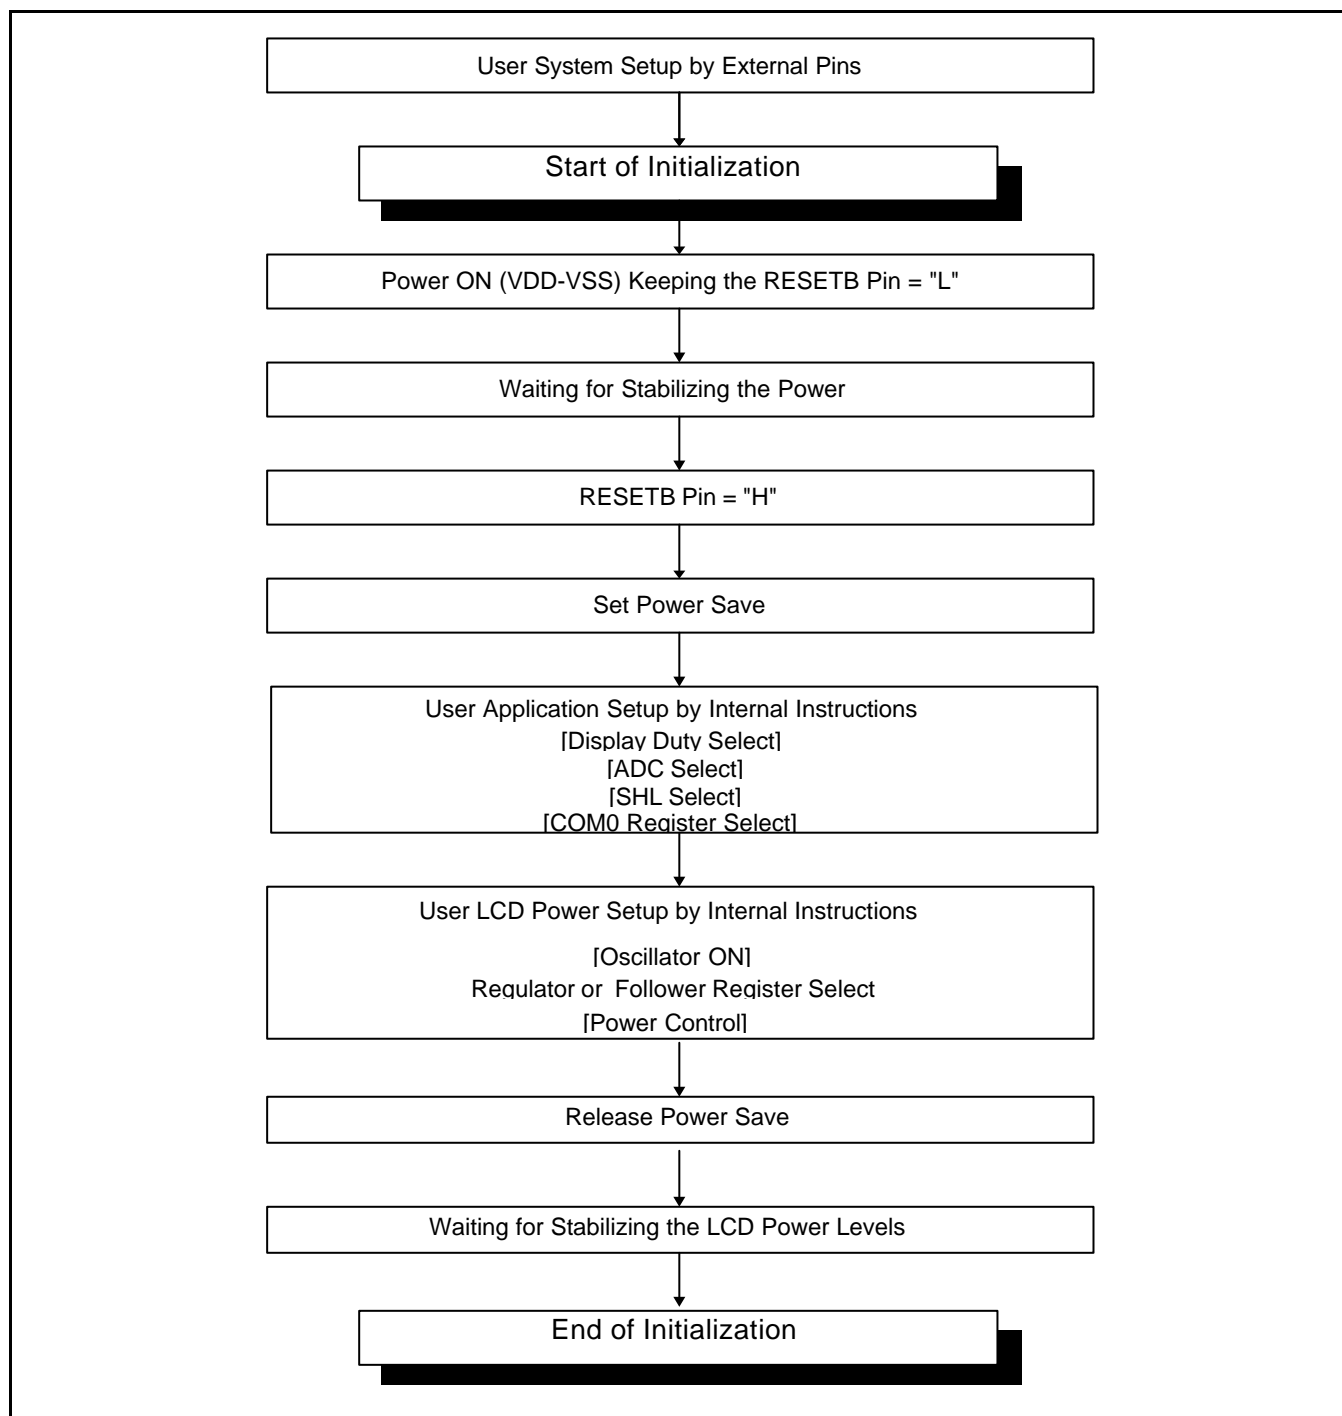 User System Setup by External Pins
Start of Initialization
Power ON (VDD-VSS) Keeping the RESETB Pin = "L"
Waiting for Stabilizing the Power
RESETB Pin = "H"
Set Power Save
User Application Setup by Internal Instructions
[Display Duty Select]
[ADC Select]
[SHL Select]
[COM0 Register Select]
User LCD Power Setup by Internal Instructions
[Oscillator ON]
Regulator or Follower Register Select
[Power Control]
Release Power Save
Waiting for Stabilizing the LCD Power Levels
End of Initialization